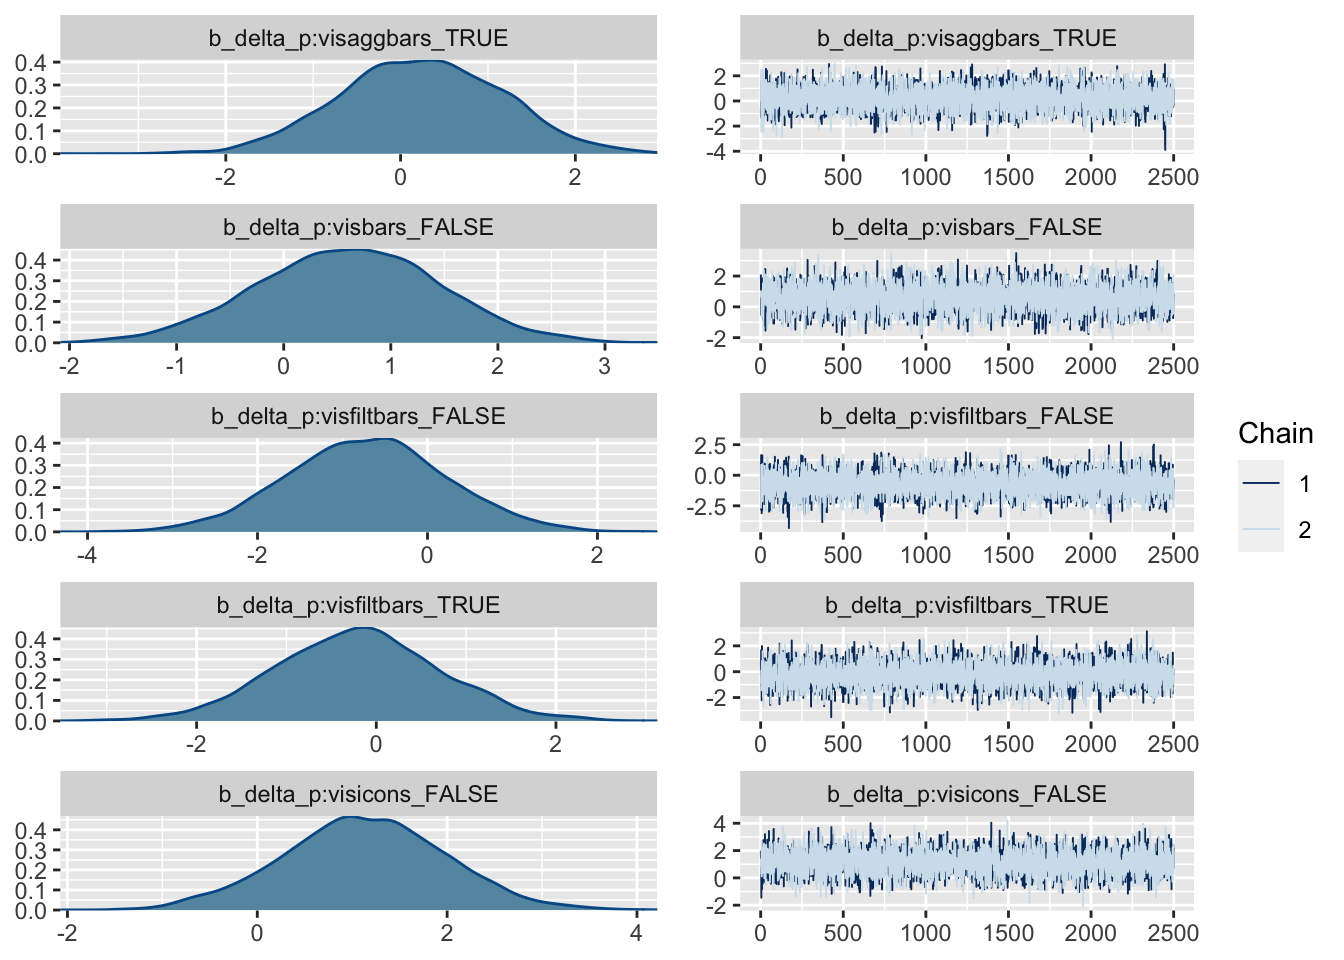 b_delta_p:visaggbars_TRUE
0.4
0.3
0.2
0.1
0.0
-2 0 2
b_delta_p:visaggbars_TRUE
2
0
-2
-4
0 500 1000 1500 2000 2500
b_delta_p:visbars_FALSE
0.4
0.3
0.2
0.1
0.0
-2 -1 0 1 2 3
b_delta_p:visbars_FALSE
2
0
-2
0 500 1000 1500 2000 2500
b_delta_p:visfiltbars_FALSE
0.4
0.3
0.2
0.1
0.0
-4 -2 0 2
b_delta_p:visfiltbars_FALSE
2.5
0.0
-2.5
0 500 1000 1500 2000 2500
b_delta_p:visfiltbars_TRUE
0.4
0.3
0.2
0.1
0.0
-2 0 2
b_delta_p:visfiltbars_TRUE
2
0
-2
0 500 1000 1500 2000 2500
b_delta_p:visicons_FALSE
0.4
0.3
0.2
0.1
0.0
-2 0 2 4
b_delta_p:visicons_FALSE
4
2
0
-2
0 500 1000 1500 2000 2500
Chain
1
2